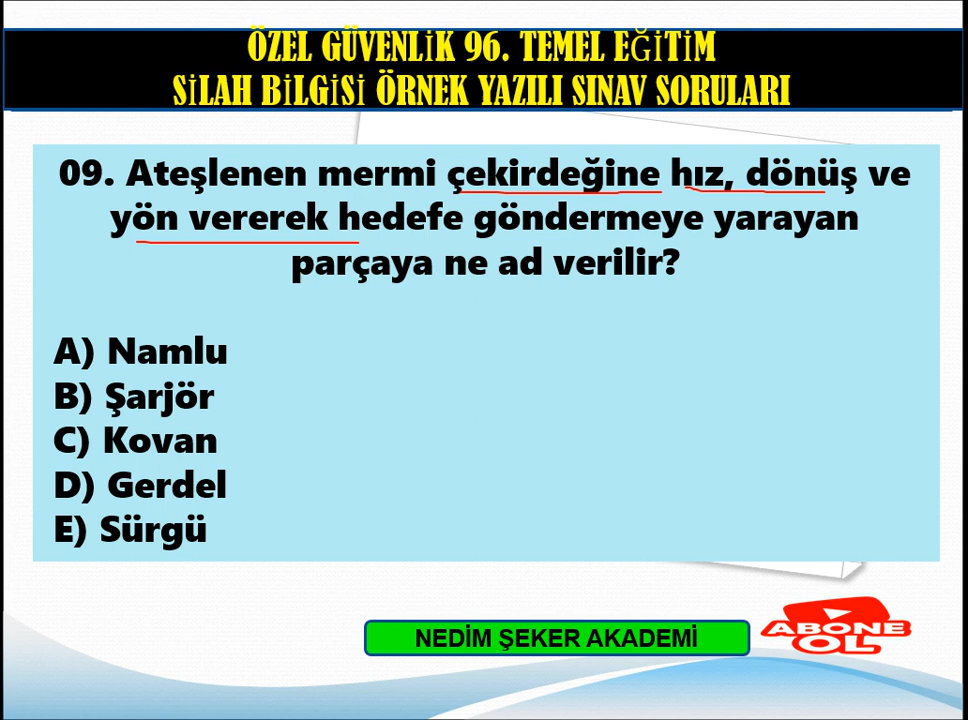 ÖZEL GÜVENLİK 96. TEMEL EĞİTİM
SİLAH BİLGİSİ ÖRNEK YAZILI SINAV SORULARI
09. Ateşlenen mermi çekirdeğine hız, dönüş ve
yön vererek hedefe göndermeye yarayan
parçaya ne ad verilir?
A) Namlu
B) Şarjör
C) Kovan
D) Gerdel
E) Sürgü
NEDİM ŞEKER AKADEMİ
ABONE
OL